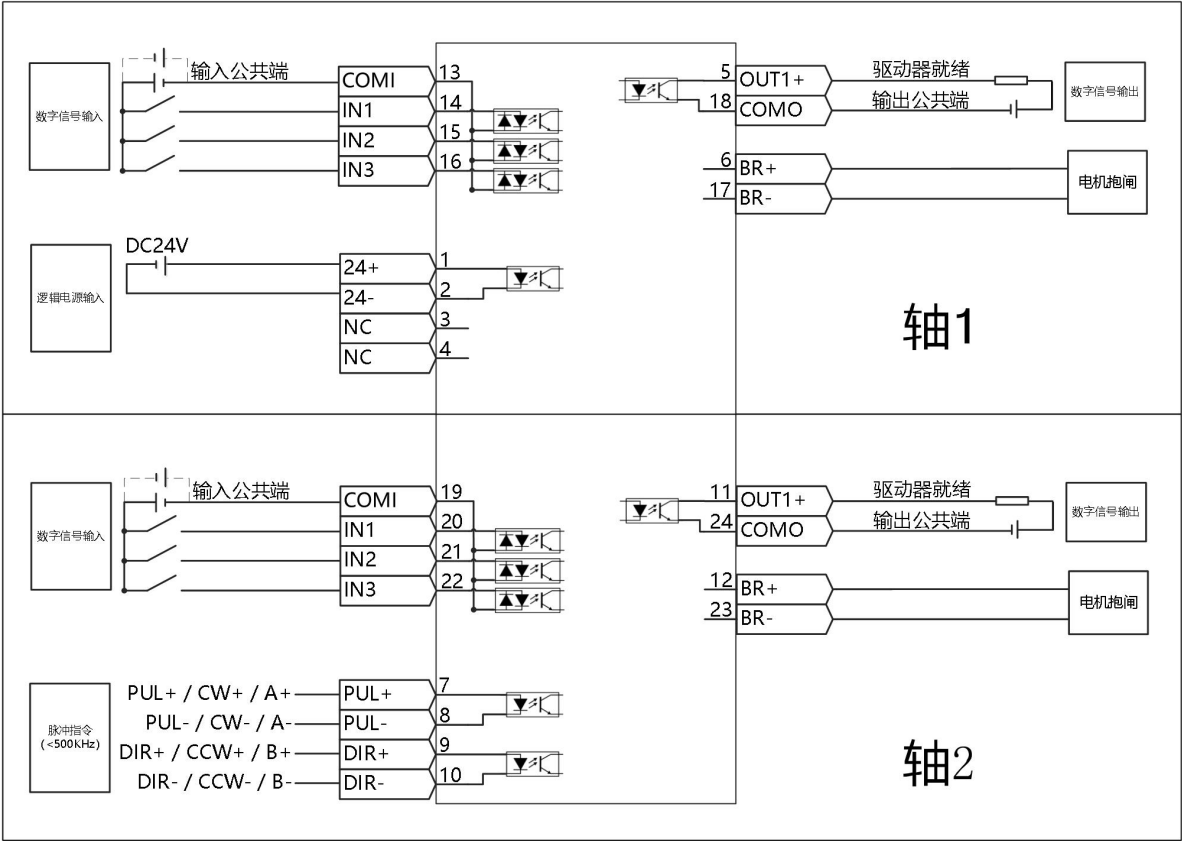 数字信号输入
输入公共端
COMI 13
IN1 14
IN2 15
IN3 16
5 OUT1+ 驱动器就绪
18 COMO 输出公共端
数字信号输出
6 BR+
17 BR-
电机抱闸
逻辑电源输入
DC24V
24+ 1
24- 2
NC 3
NC 4
轴1
数字信号输入
输入公共端
COMI 19
IN1 20
IN2 21
IN3 22
11 OUT1+ 驱动器就绪
24 COMO 输出公共端
数字信号输出
12 BR+
23 BR-
电机抱闸
脉冲指令
(<500KHz)
PUL+ / CW+ / A+ PUL+ 7
PUL- / CW- / A- PUL- 8
DIR+ / CCW+ / B+ DIR+ 9
DIR- / CCW- / B- DIR- 10
轴2